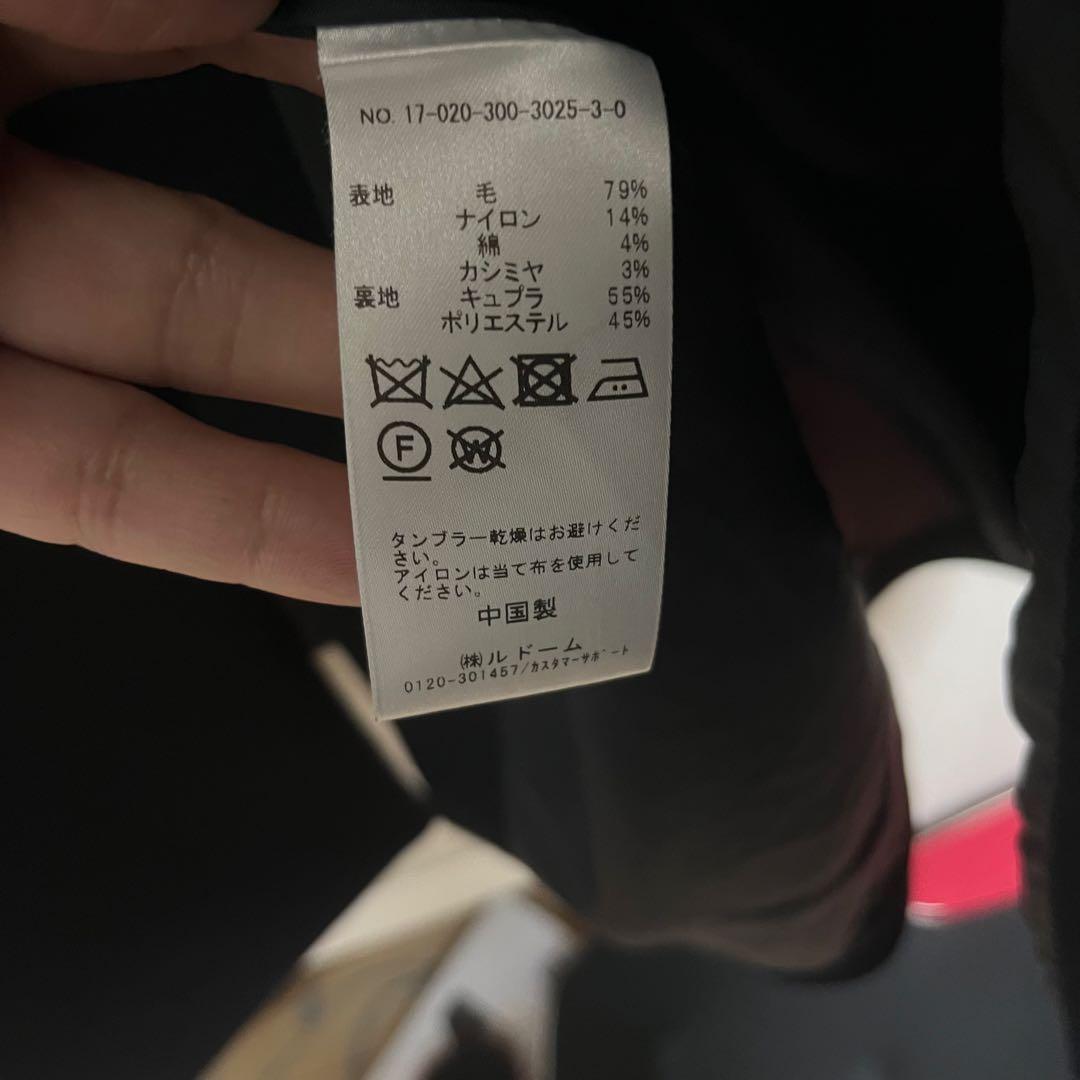 NO. 17-020-300-3025-3-0
表地 毛 79%
ナイロン 14%
綿 4%
カシミヤ 3%
裏地 キュプラ 55%
ポリエステル 45%
F W
タンブラー乾燥はお避けくだ
さい。
アイロンは当て布を使用して
ください。
中国製
(株)ルドーム
0120-301457/カスタマーサポート